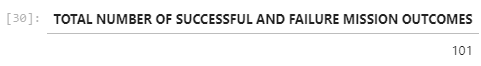 [30]: TOTAL NUMBER OF SUCCESSFUL AND FAILURE MISSION OUTCOMES
101